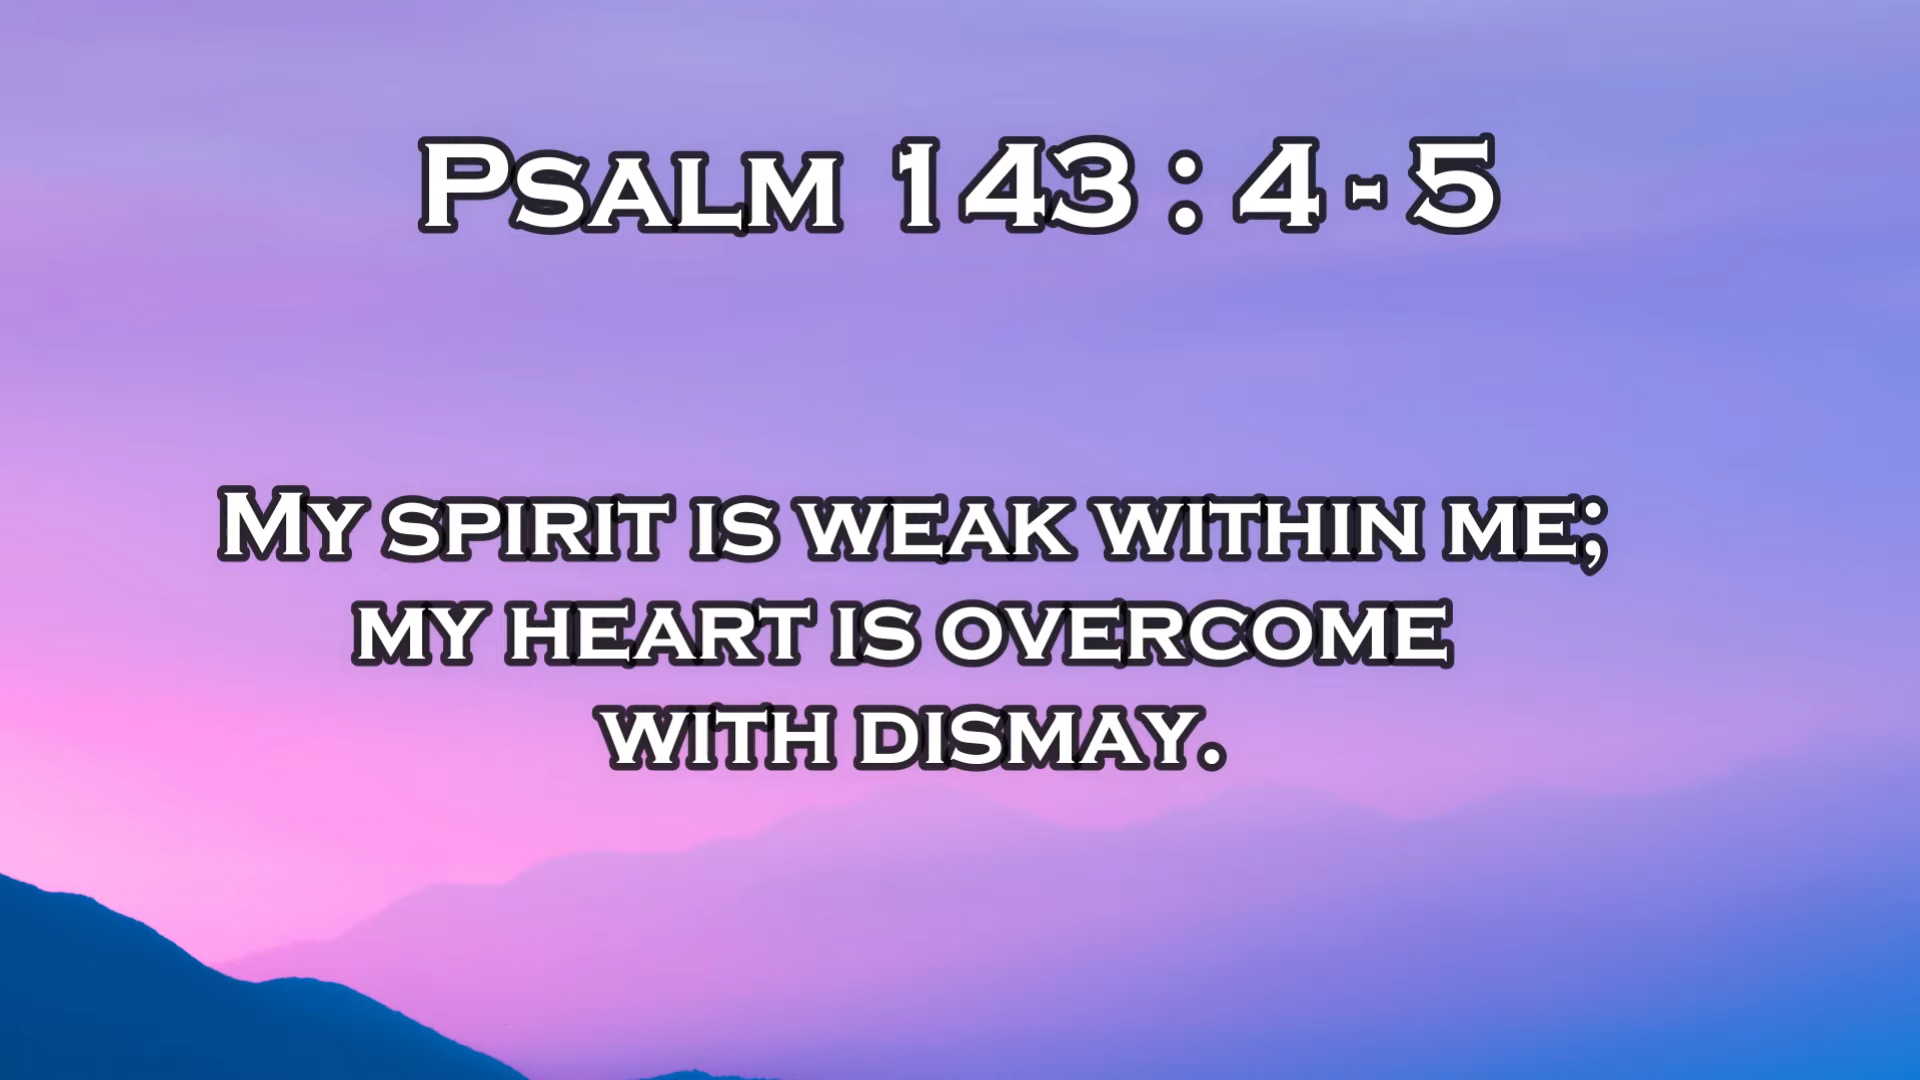 Psalm 143 : 4 - 5
My spirit is weak within me;
my heart is overcome
with dismay.